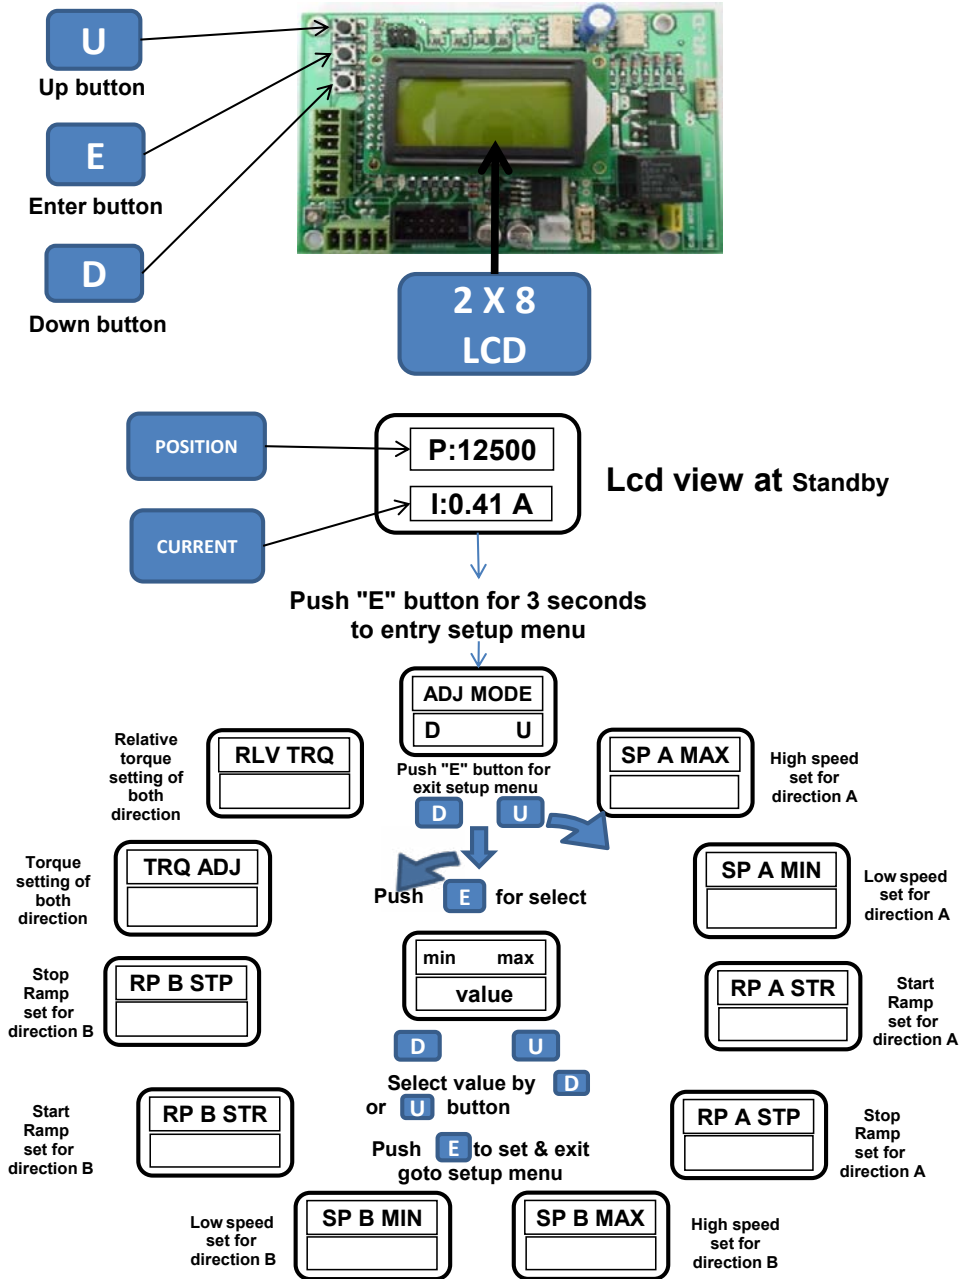 U
Up button
E
Enter button
D
Down button
2 X 8
LCD
POSITION
P:12500
I:0.41 A
CURRENT
Lcd view at Standby
Push "E" button for 3 seconds
to entry setup menu
ADJ MODE
D U
Push "E" button for
exit setup menu
D U
Relative
torque
setting of
both
direction
RLV TRQ
SP A MAX
High speed
set for
direction A
Torque
setting of
both
direction
TRQ ADJ
Push E for select
SP A MIN
Low speed
set for
direction A
Stop
Ramp
set for
direction B
RP B STP
min max
value
RP A STR
Start
Ramp
set for
direction A
D U
Select value by D
or U button
Start
Ramp
set for
direction B
RP B STR
Push E to set & exit
goto setup menu
RP A STP
Stop
Ramp
set for
direction A
Low speed
set for
direction B
SP B MIN
SP B MAX
High speed
set for
direction B